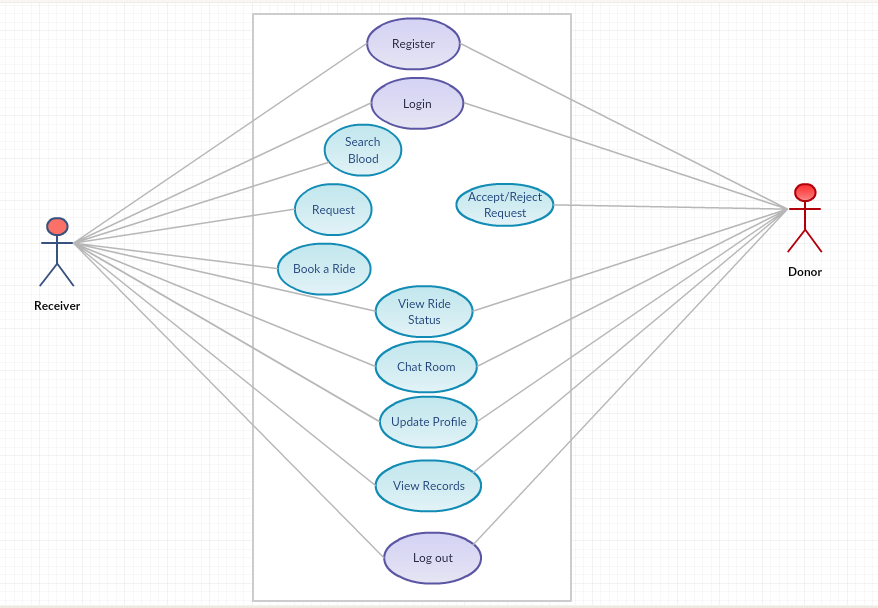 Register
Login
Search
Blood
Request
Accept/Reject
Request
Book a Ride
View Ride
Status
Receiver
Donor
Chat Room
Update Profile
View Records
Log out